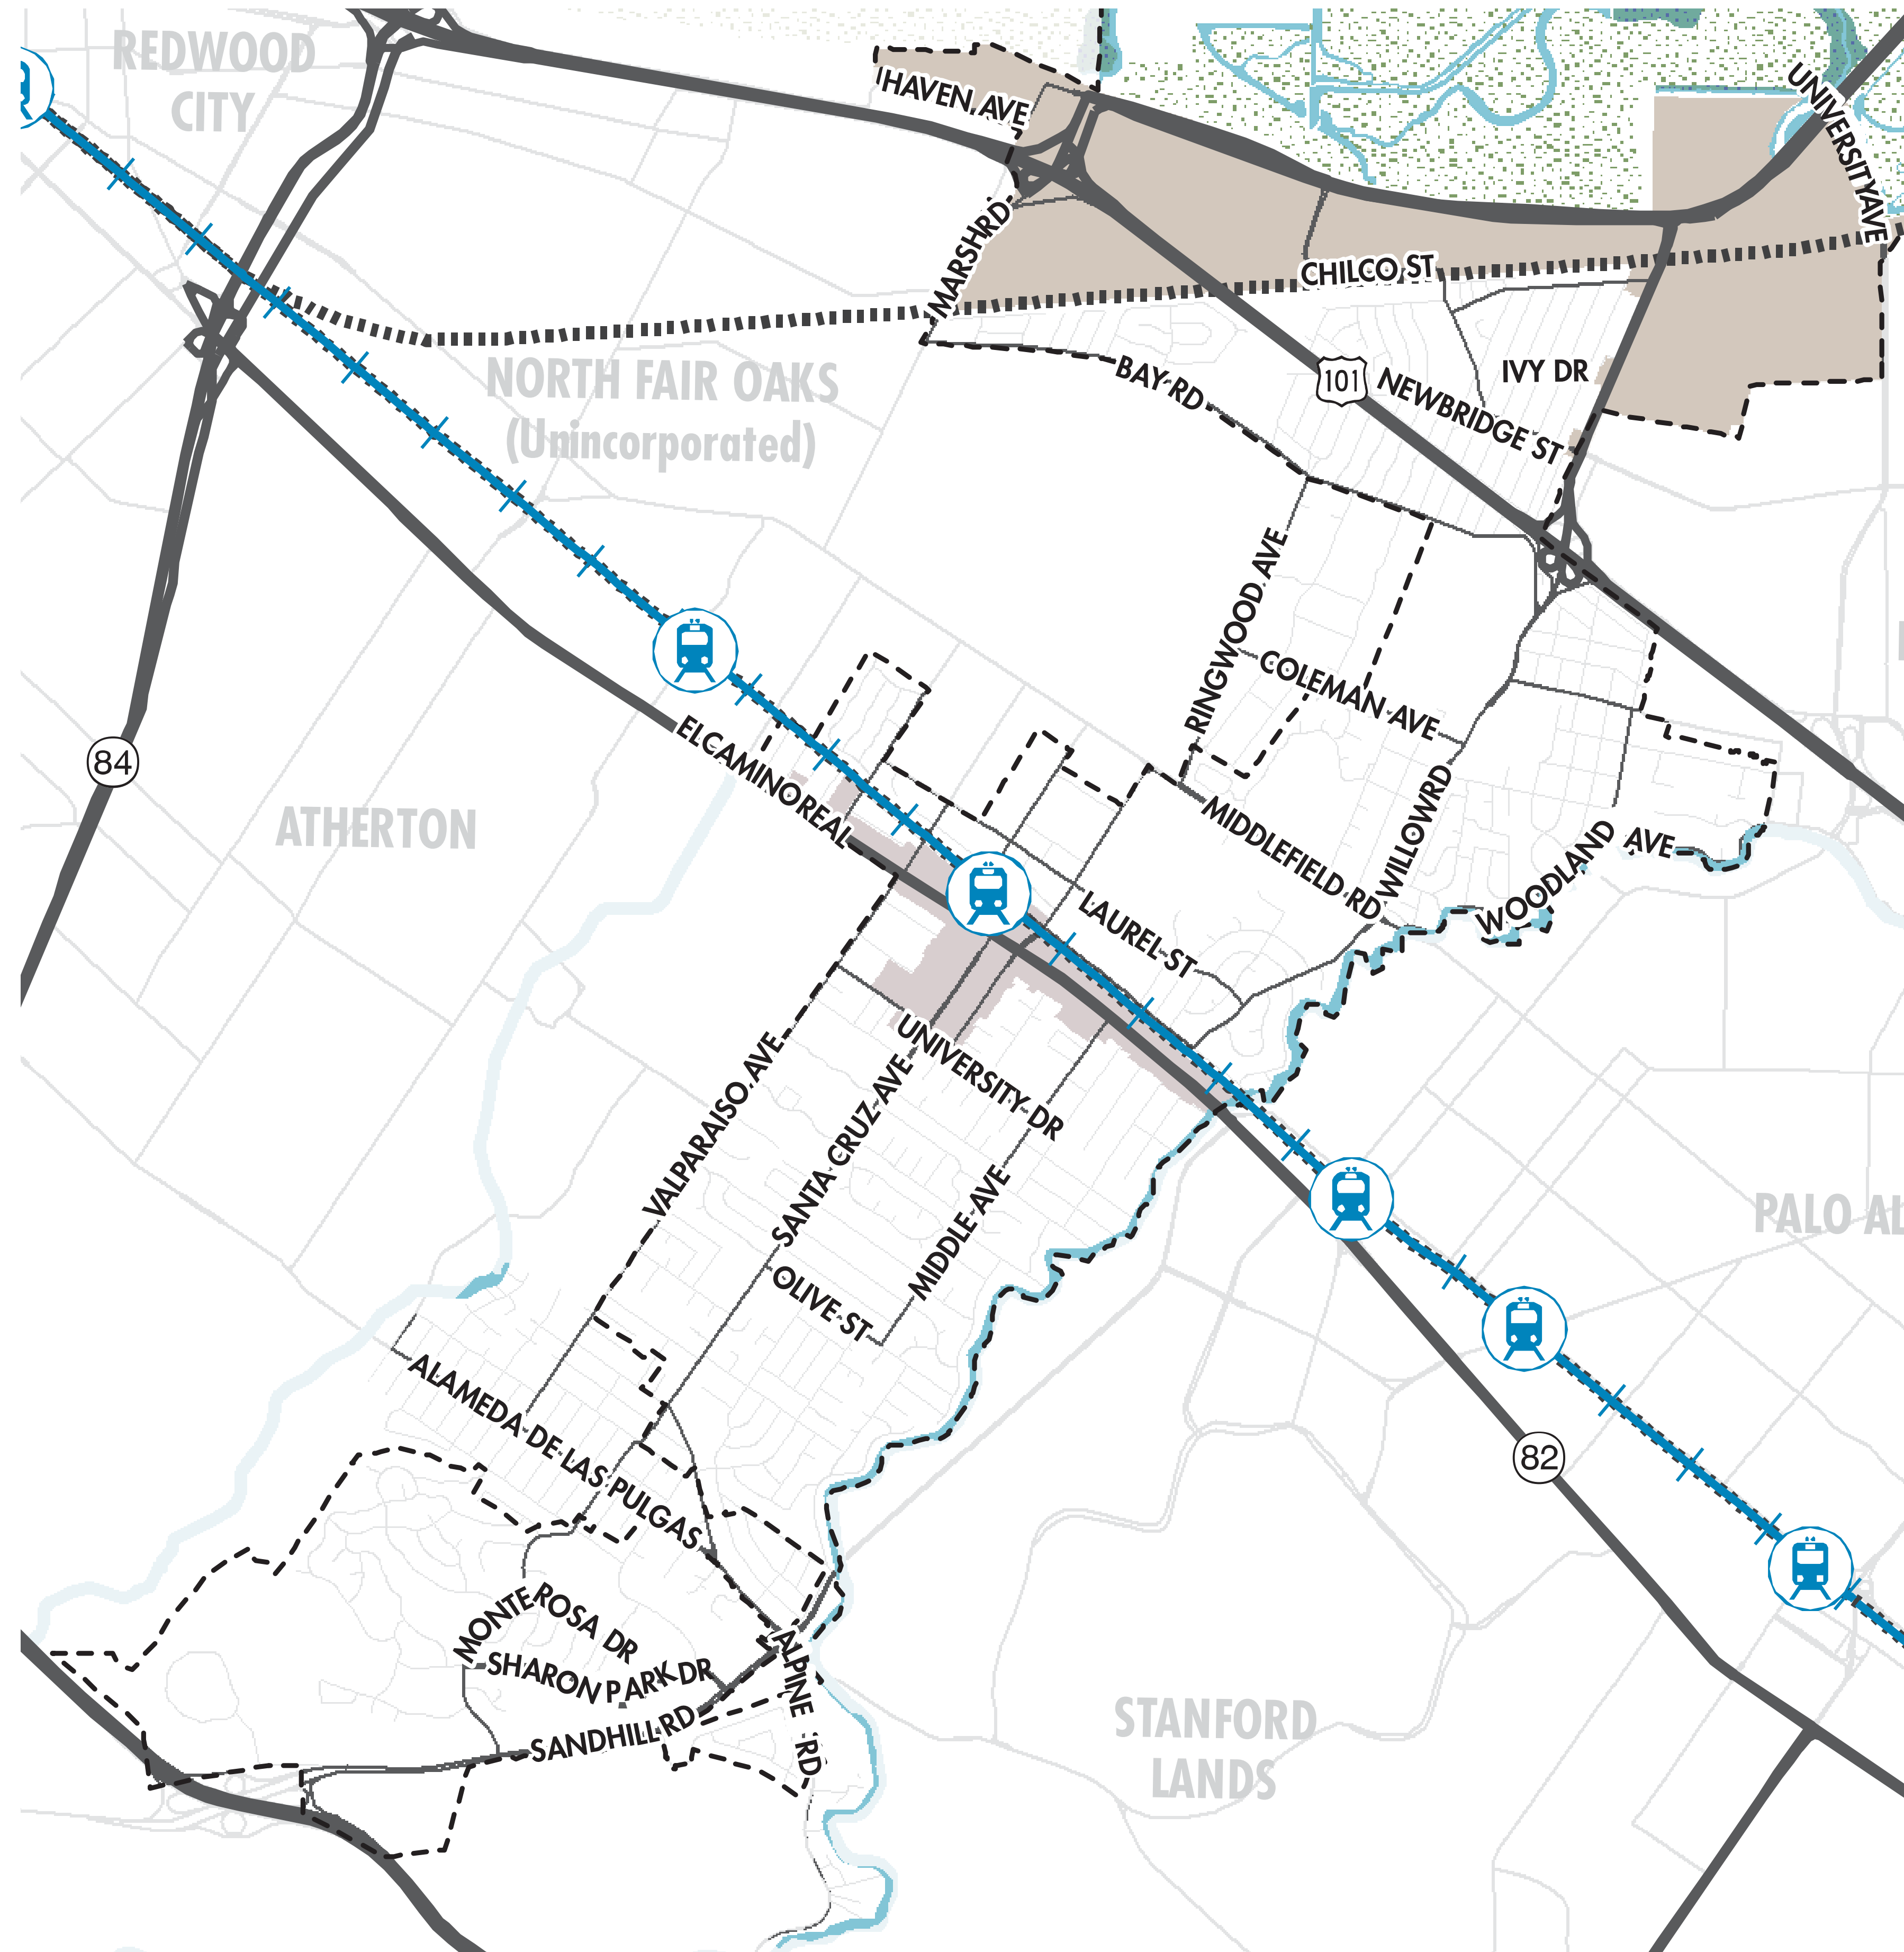 REDWOOD
CITY
HAVEN AVE
UNIVERSITY AVE
MARSH RD
CHILCO ST
NORTH FAIR OAKS
(Unincorporated)
BAY RD
101
NEWBRIDGE ST
IVY DR
RINGWOOD AVE
COLEMAN AVE
84
EL CAMINO REAL
ATHERTON
MIDDLEFIELD RD
WILLOW RD
WOODLAND AVE
LAUREL ST
UNIVERSITY DR
VALPARAISO AVE
SANTA CRUZ AVE
MIDDLE AVE
OLIVE ST
PALO AL
ALAMEDA DE LAS PULGAS
82
MONTE ROSA DR
SHARON PARK DR
SAND HILL RD
ALPINE RD
STANFORD
LANDS